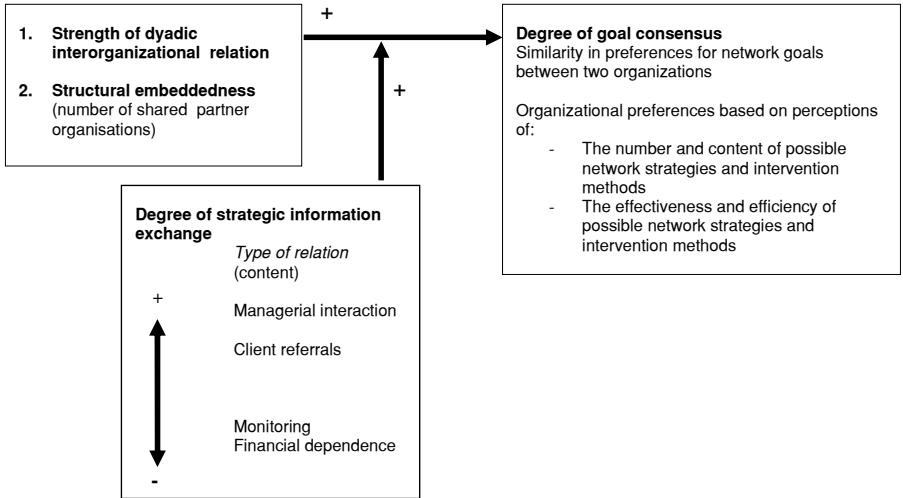 1. Strength of dyadic
interorganizational relation
2. Structural embeddedness
(number of shared partner
organisations)
+
+
Degree of goal consensus
Similarity in preferences for network goals
between two organizations
Organizational preferences based on perceptions
of:
- The number and content of possible
network strategies and intervention
methods
- The effectiveness and efficiency of
possible network strategies and
intervention methods
Degree of strategic information
exchange
Type of relation
(content)
+
Managerial interaction
Client referrals
Monitoring
Financial dependence
-